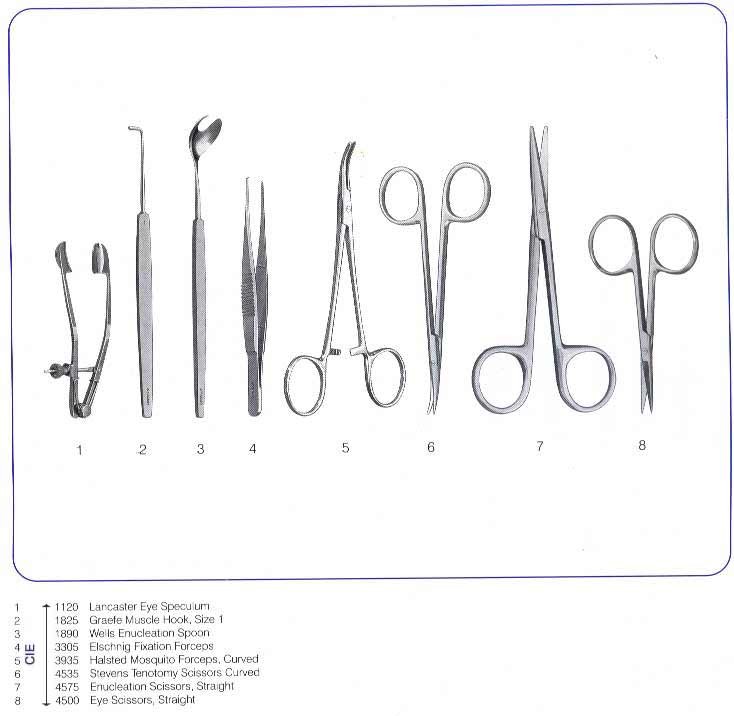 1 2 3 4 5 6 7 8
1 1120 Lancaster Eye Speculum
2 1825 Graefe Muscle Hook, Size 1
3 1890 Wells Enucleation Spoon
4 3305 Elschnig Fixation Forceps
5 3935 Halsted Mosquito Forceps, Curved
6 4535 Stevens Tenotomy Scissors Curved
7 4575 Enucleation Scissors, Straight
8 4500 Eye Scissors, Straight
CIE